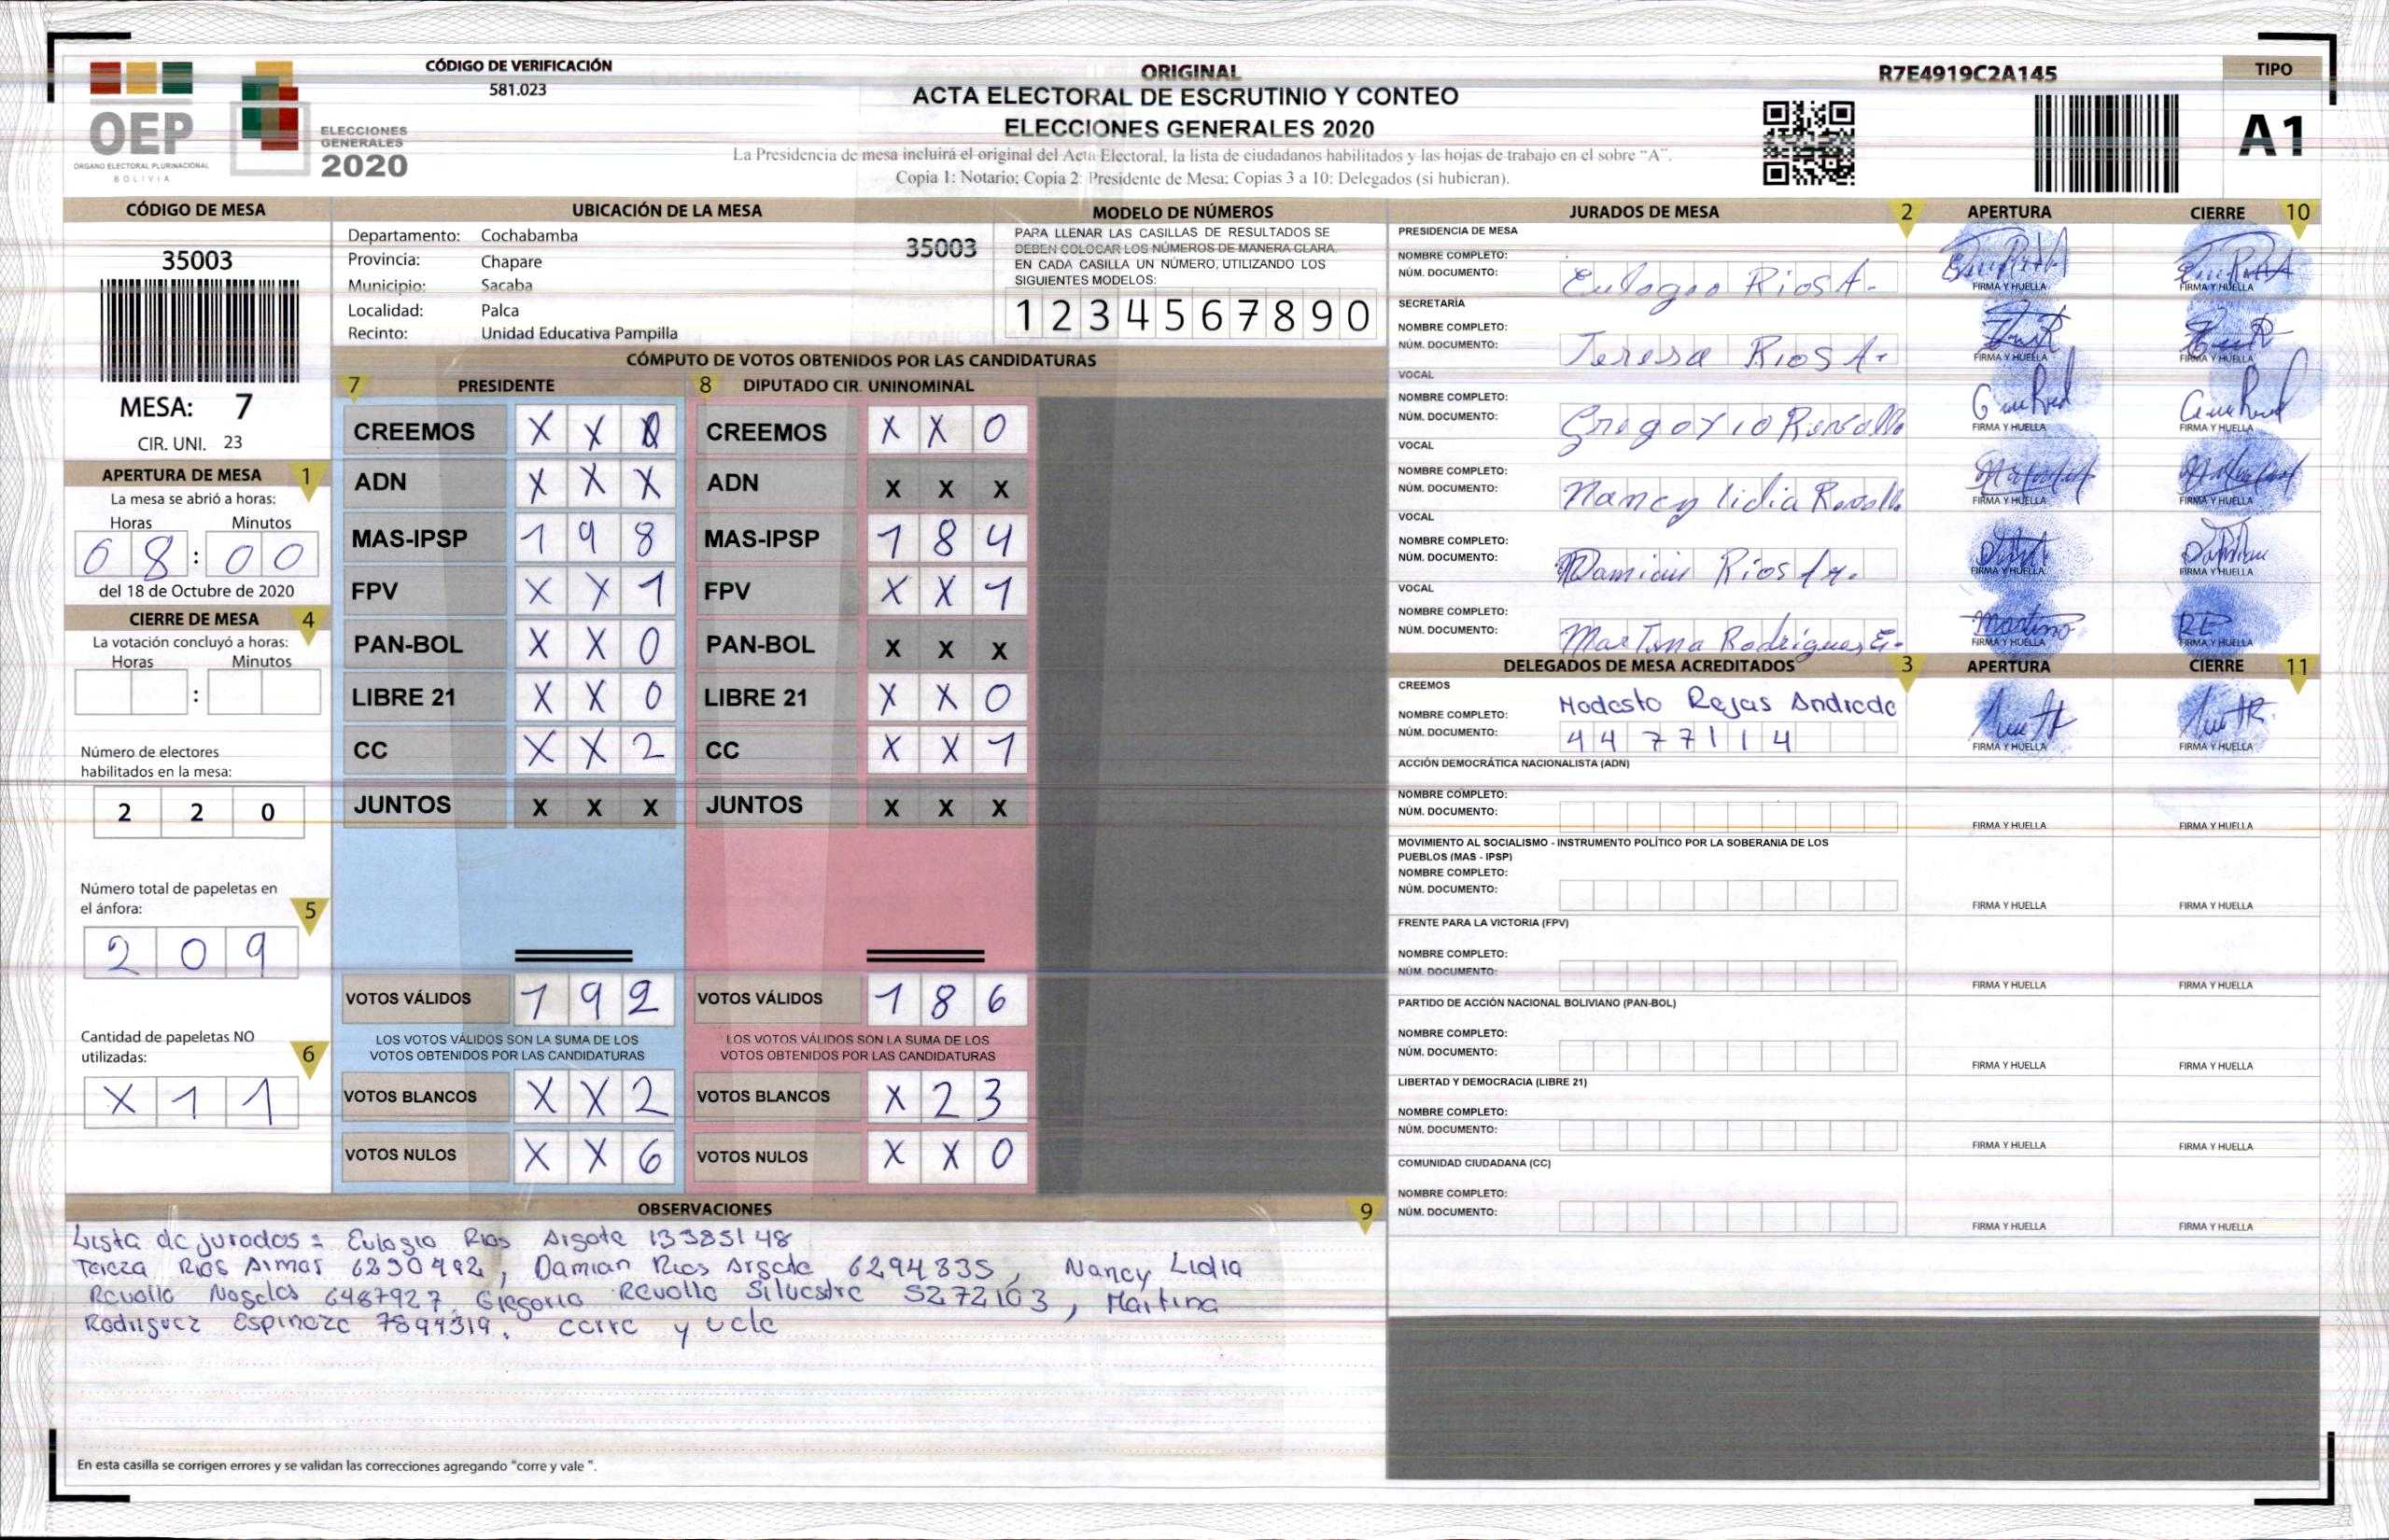 CÓDIGO DE VERIFICACIÓN
581.023
ORIGINAL
ACTA ELECTORAL DE ESCRUTINIO Y CONTEO
ELECCIONES GENERALES 2020
La Presidencia de mesa incluirá el original del Acta Electoral, la lista de ciudadanos habilitados y las hojas de trabajo en el sobre "A".
Copia 1: Notario; Copia 2: Presidente de Mesa; Copias 3 a 10: Delegados (si hubieran).
R7E4919C2A145
TIPO
A1
OEP
ÓRGANO ELECTORAL PLURINACIONAL
BOLIVIA
ELECCIONES
GENERALES
2020
CÓDIGO DE MESA
35003
MESA: 7
CIR. UNI. 23
UBICACIÓN DE LA MESA
Departamento: Cochabamba
Provincia: Chapare
Municipio: Sacaba
Localidad: Palca
Recinto: Unidad Educativa Pampilla
35003
MODELO DE NÚMEROS
PARA LLENAR LAS CASILLAS DE RESULTADOS SE
DEBEN COLOCAR LOS NÚMEROS DE MANERA CLARA.
EN CADA CASILLA UN NÚMERO, UTILIZANDO LOS
SIGUIENTES MODELOS:
1 2 3 4 5 6 7 8 9 0
APERTURA DE MESA 1
La mesa se abrió a horas:
Horas Minutos
08 : 00
del 18 de Octubre de 2020
CIERRE DE MESA 4
La votación concluyó a horas:
Horas Minutos
:
Número de electores
habilitados en la mesa:
2 2 0
Número total de papeletas en
el ánfora: 5
2 0 9
Cantidad de papeletas NO
utilizadas: 6
X 1 1
CÓMPUTO DE VOTOS OBTENIDOS POR LAS CANDIDATURAS
7 PRESIDENTE 8 DIPUTADO CIR. UNINOMINAL
CREEMOS X X 0 CREEMOS X X 0
ADN X X X ADN X X X
MAS-IPSP 1 9 8 MAS-IPSP 1 8 4
FPV X X 1 FPV X X 1
PAN-BOL X X 0 PAN-BOL X X X
LIBRE 21 X X 0 LIBRE 21 X X 0
CC X X 2 CC X X 1
JUNTOS X X X JUNTOS X X X
VOTOS VÁLIDOS 1 9 2 VOTOS VÁLIDOS 1 8 6
LOS VOTOS VÁLIDOS SON LA SUMA DE LOS
VOTOS OBTENIDOS POR LAS CANDIDATURAS
LOS VOTOS VÁLIDOS SON LA SUMA DE LOS
VOTOS OBTENIDOS POR LAS CANDIDATURAS
VOTOS BLANCOS X X 2 VOTOS BLANCOS X 2 3
VOTOS NULOS X X 6 VOTOS NULOS X X 0
JURADOS DE MESA 2 APERTURA CIERRE 10
PRESIDENCIA DE MESA
NOMBRE COMPLETO:
NÚM. DOCUMENTO: Eulogio Rios A.
FIRMA Y HUELLA FIRMA Y HUELLA
SECRETARÍA
NOMBRE COMPLETO:
NÚM. DOCUMENTO: Teresa Rios A.
FIRMA Y HUELLA FIRMA Y HUELLA
VOCAL
NOMBRE COMPLETO:
NÚM. DOCUMENTO: Gregorio Revollo
FIRMA Y HUELLA FIRMA Y HUELLA
VOCAL
NOMBRE COMPLETO:
NÚM. DOCUMENTO: Nancy lidia Revollo
FIRMA Y HUELLA FIRMA Y HUELLA
VOCAL
NOMBRE COMPLETO:
NÚM. DOCUMENTO: Damian Rios
FIRMA Y HUELLA FIRMA Y HUELLA
VOCAL
NOMBRE COMPLETO:
NÚM. DOCUMENTO: Martina Rodriguez E.
FIRMA Y HUELLA FIRMA Y HUELLA
DELEGADOS DE MESA ACREDITADOS 3 APERTURA CIERRE 11
CREEMOS
NOMBRE COMPLETO: Modesto Rojas Andrade
NÚM. DOCUMENTO: 4477114
FIRMA Y HUELLA FIRMA Y HUELLA
ACCIÓN DEMOCRÁTICA NACIONALISTA (ADN)
NOMBRE COMPLETO:
NÚM. DOCUMENTO:
FIRMA Y HUELLA FIRMA Y HUELLA
MOVIMIENTO AL SOCIALISMO - INSTRUMENTO POLÍTICO POR LA SOBERANIA DE LOS
PUEBLOS (MAS - IPSP)
NOMBRE COMPLETO:
NÚM. DOCUMENTO:
FIRMA Y HUELLA FIRMA Y HUELLA
FRENTE PARA LA VICTORIA (FPV)
NOMBRE COMPLETO:
NÚM. DOCUMENTO:
FIRMA Y HUELLA FIRMA Y HUELLA
PARTIDO DE ACCIÓN NACIONAL BOLIVIANO (PAN-BOL)
NOMBRE COMPLETO:
NÚM. DOCUMENTO:
FIRMA Y HUELLA FIRMA Y HUELLA
LIBERTAD Y DEMOCRACIA (LIBRE 21)
NOMBRE COMPLETO:
NÚM. DOCUMENTO:
FIRMA Y HUELLA FIRMA Y HUELLA
COMUNIDAD CIUDADANA (CC)
NOMBRE COMPLETO:
NÚM. DOCUMENTO:
FIRMA Y HUELLA FIRMA Y HUELLA
OBSERVACIONES 9
Lista de jurados = Eulogio Rios Argote 13385148
Tereza Rios Armas 6290492, Damian Rios Argote 6294335, Nancy Lidia
Revollo Nogales 6487927, Gregorio Revollo Silvestre 5272103, Martina
Rodriguez Espinoza 7894319. corre y vale
En esta casilla se corrigen errores y se validan las correcciones agregando "corre y vale ".